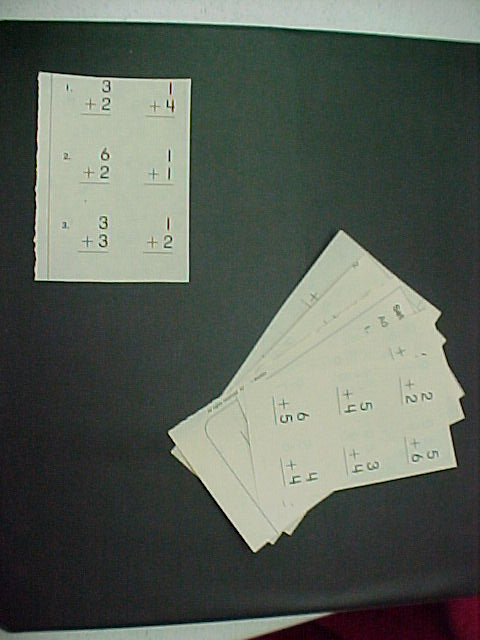 1. 3 1
+ 2 + 4
2. 6 1
+ 2 + 1
3. 3 1
+ 3 + 2
2 5
+ 2 + 6
5 3
+ 4 + 4
6 4
+ 5 + 4